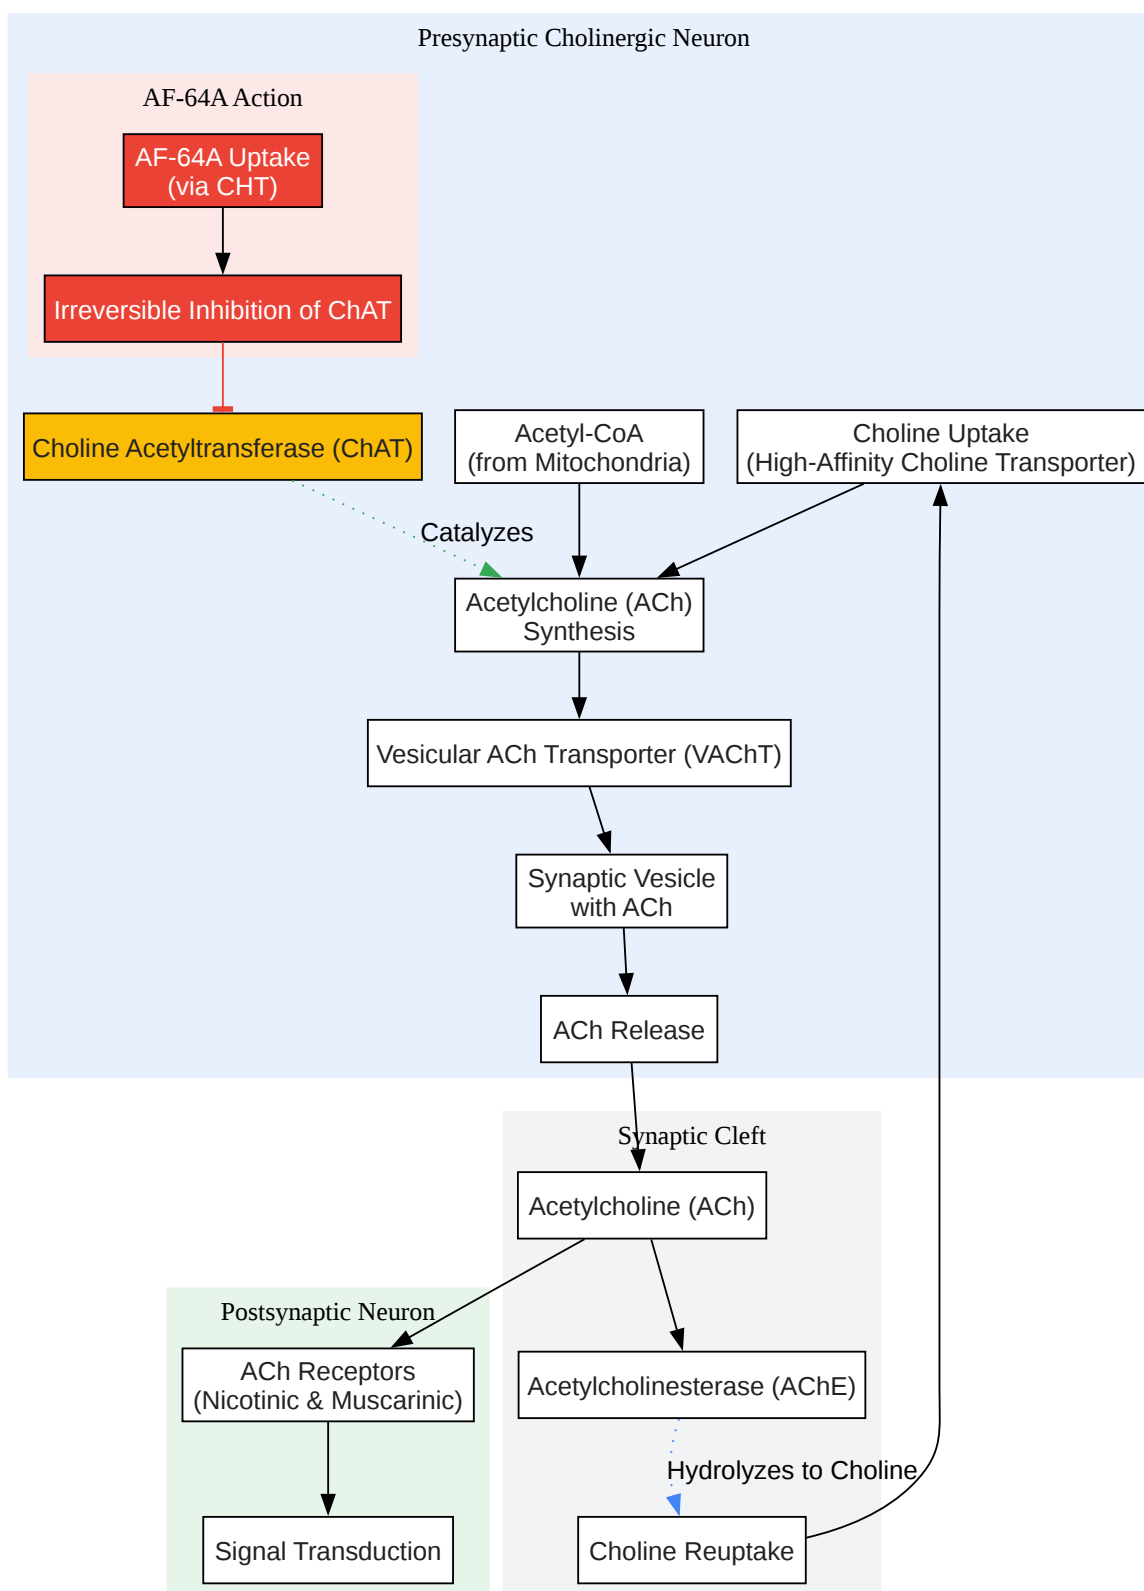 Presynaptic Cholinergic Neuron
AF-64A Action
AF-64A Uptake
(via CHT)
Irreversible Inhibition of ChAT
Choline Acetyltransferase (ChAT)
Acetyl-CoA
(from Mitochondria)
Choline Uptake
(High-Affinity Choline Transporter)
Catalyzes
Acetylcholine (ACh)
Synthesis
Vesicular ACh Transporter (VAChT)
Synaptic Vesicle
with ACh
ACh Release
Synaptic Cleft
Acetylcholine (ACh)
Postsynaptic Neuron
ACh Receptors
(Nicotinic & Muscarinic)
Acetylcholinesterase (AChE)
Hydrolyzes to Choline
Signal Transduction
Choline Reuptake